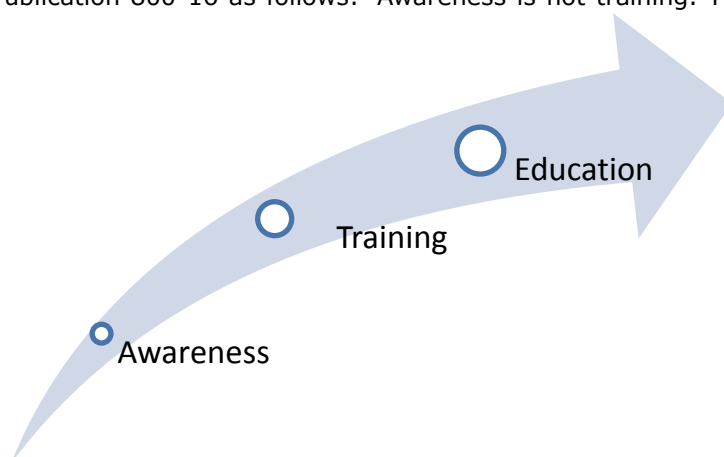 ublication 800-16 as follows: "Awareness is not training. T
Education
Training
Awareness